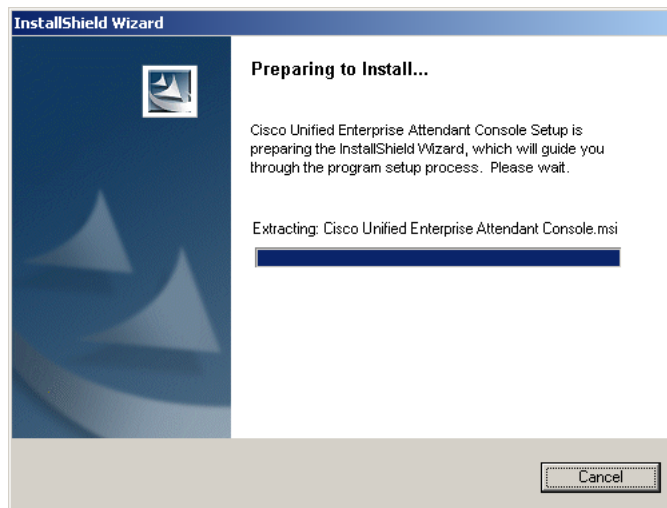 InstallShield Wizard
Preparing to Install...
Cisco Unified Enterprise Attendant Console Setup is
preparing the InstallShield Wizard, which will guide you
through the program setup process. Please wait.
Extracting: Cisco Unified Enterprise Attendant Console.msi
Cancel